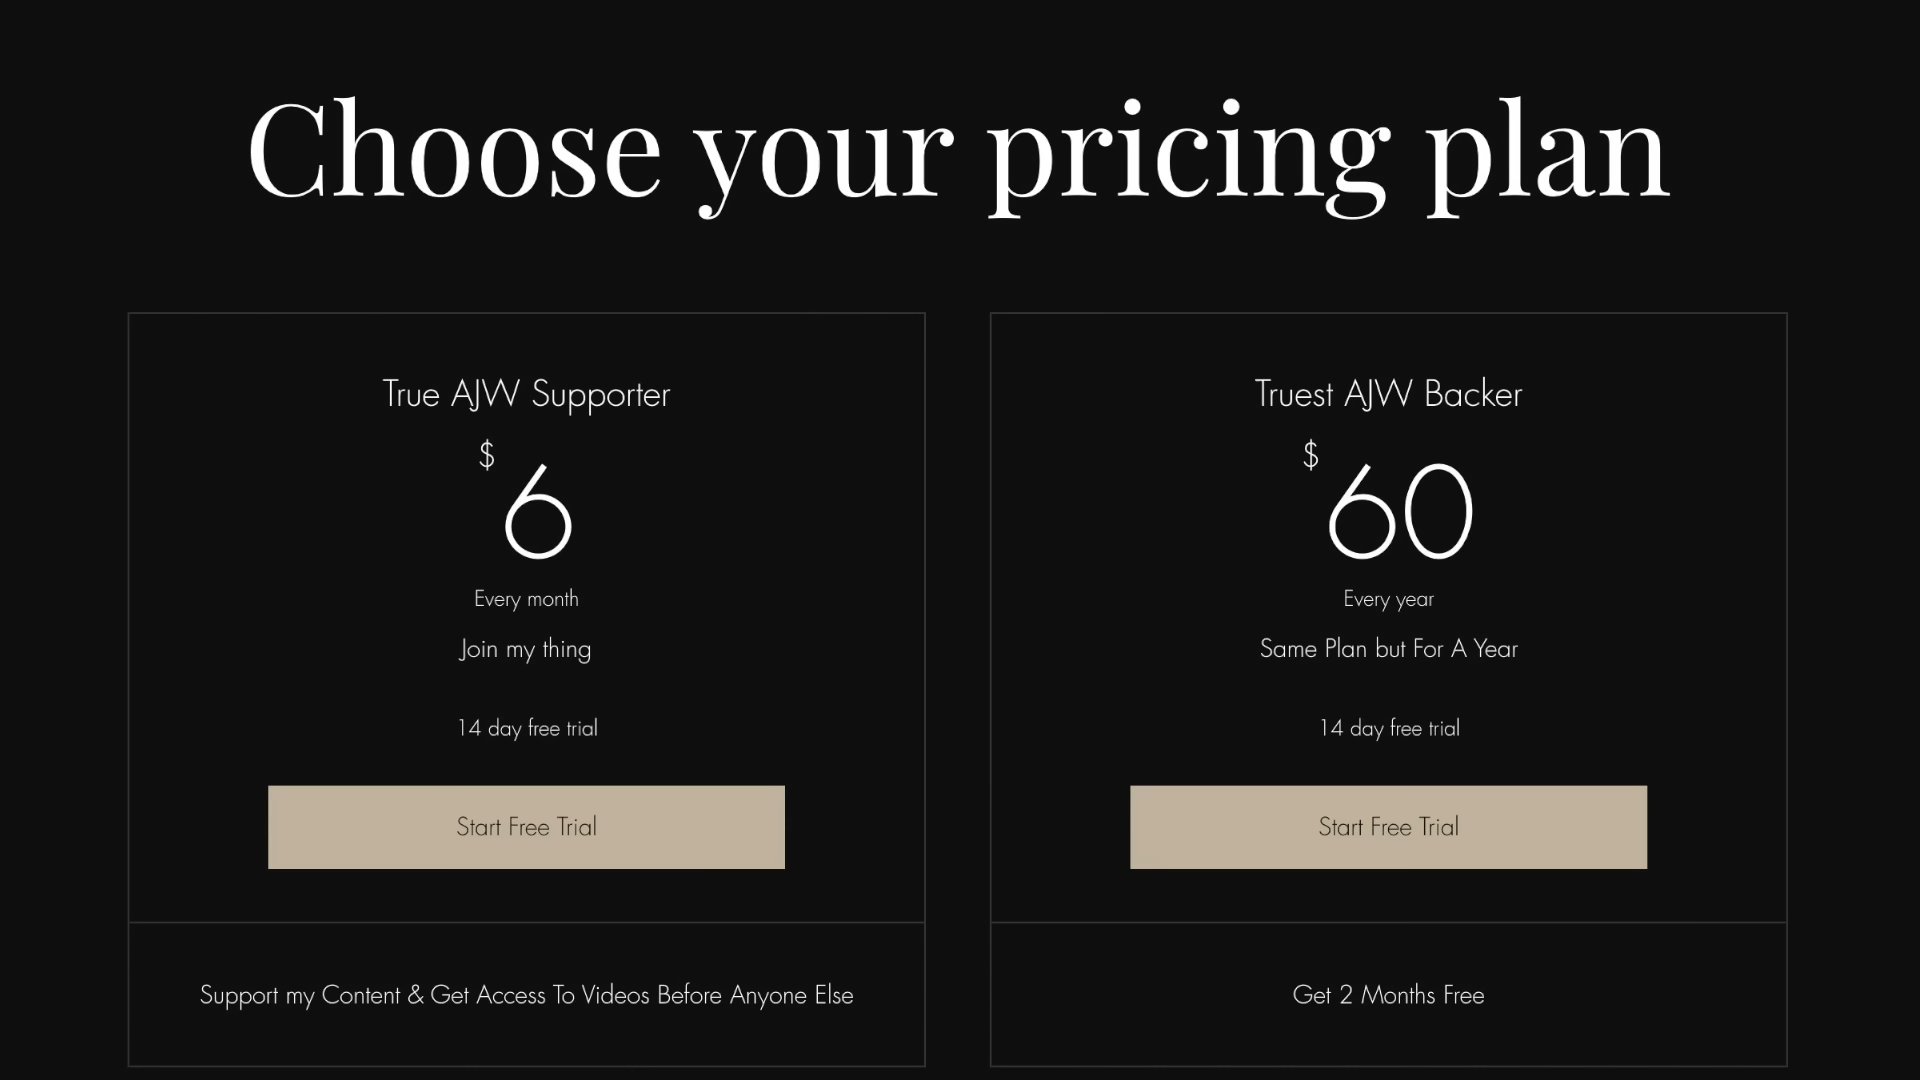 Choose your pricing plan
True AJW Supporter
$6
Every month
Join my thing
14 day free trial
Start Free Trial
Support my Content & Get Access To Videos Before Anyone Else
Truest AJW Backer
$60
Every year
Same Plan but For A Year
14 day free trial
Start Free Trial
Get 2 Months Free